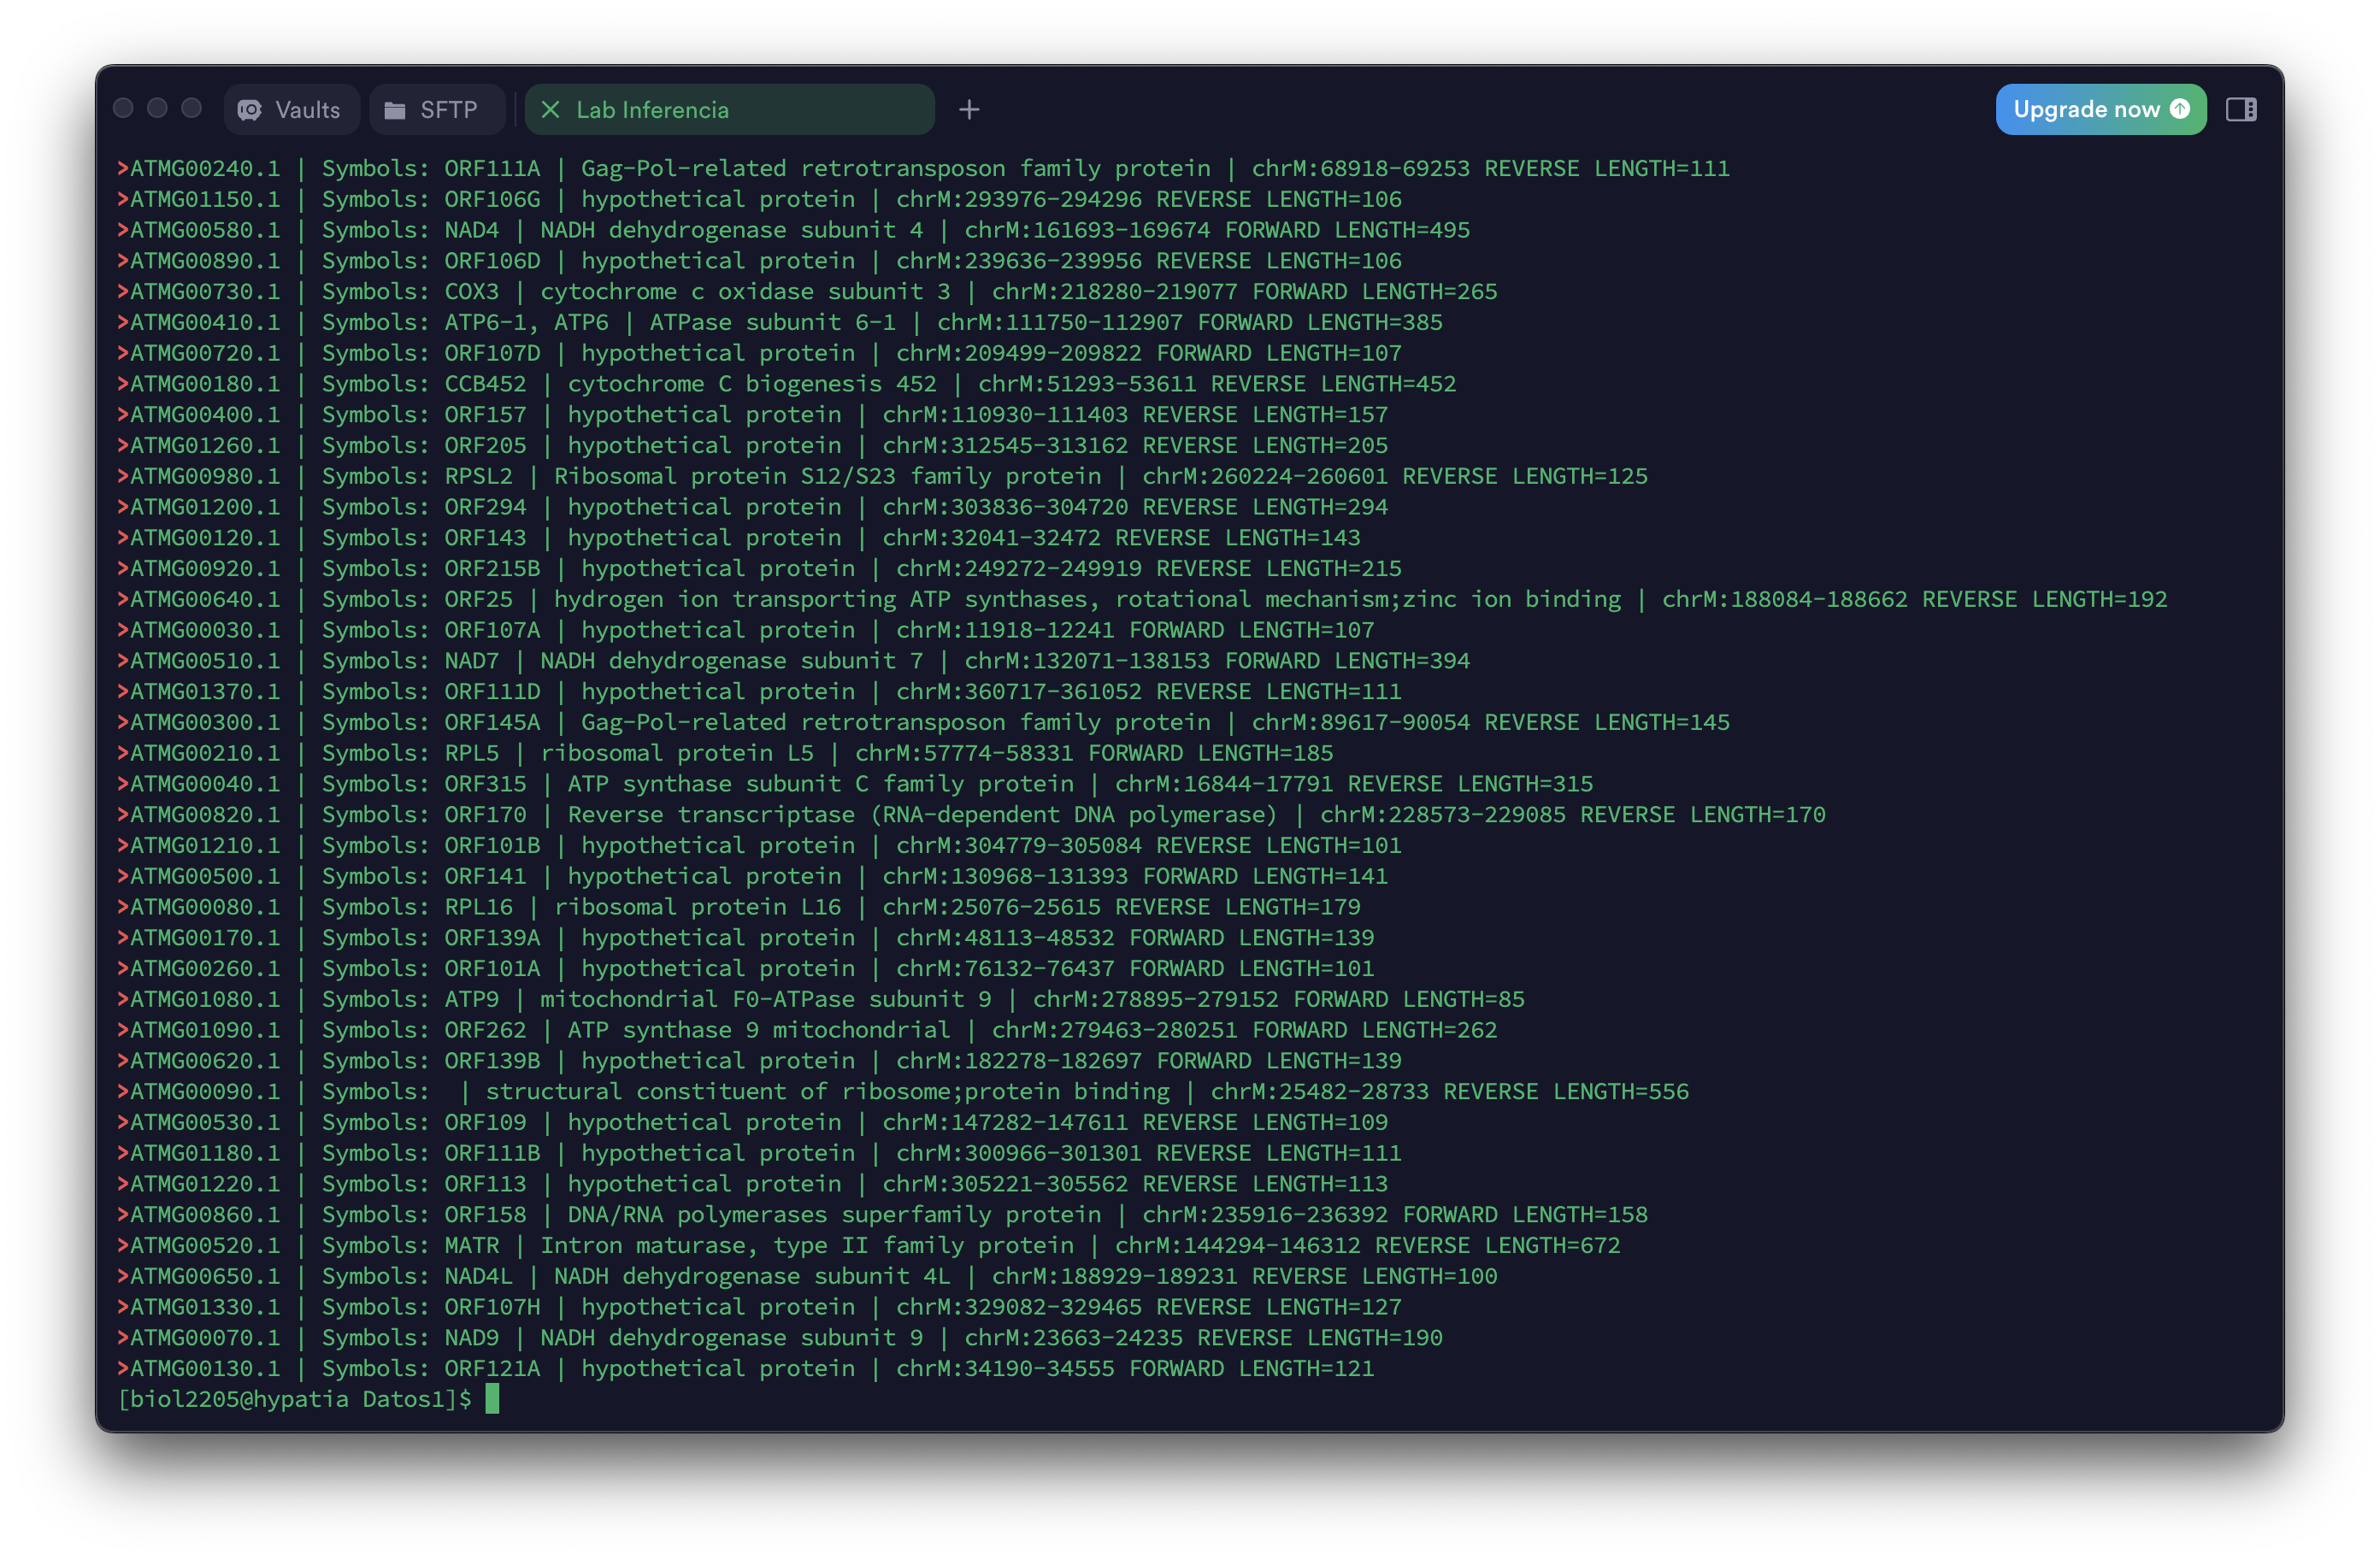 Vaults SFTP Lab Inferencia Upgrade now
>ATMG00240.1 | Symbols: ORF111A | Gag-Pol-related retrotransposon family protein | chrM:68918-69253 REVERSE LENGTH=111
>ATMG01150.1 | Symbols: ORF106G | hypothetical protein | chrM:293976-294296 REVERSE LENGTH=106
>ATMG00580.1 | Symbols: NAD4 | NADH dehydrogenase subunit 4 | chrM:161693-169674 FORWARD LENGTH=495
>ATMG00890.1 | Symbols: ORF106D | hypothetical protein | chrM:239636-239956 REVERSE LENGTH=106
>ATMG00730.1 | Symbols: COX3 | cytochrome c oxidase subunit 3 | chrM:218280-219077 FORWARD LENGTH=265
>ATMG00410.1 | Symbols: ATP6-1, ATP6 | ATPase subunit 6-1 | chrM:111750-112907 FORWARD LENGTH=385
>ATMG00720.1 | Symbols: ORF107D | hypothetical protein | chrM:209499-209822 FORWARD LENGTH=107
>ATMG00180.1 | Symbols: CCB452 | cytochrome C biogenesis 452 | chrM:51293-53611 REVERSE LENGTH=452
>ATMG00400.1 | Symbols: ORF157 | hypothetical protein | chrM:110930-111403 REVERSE LENGTH=157
>ATMG01260.1 | Symbols: ORF205 | hypothetical protein | chrM:312545-313162 REVERSE LENGTH=205
>ATMG00980.1 | Symbols: RPSL2 | Ribosomal protein S12/S23 family protein | chrM:260224-260601 REVERSE LENGTH=125
>ATMG01200.1 | Symbols: ORF294 | hypothetical protein | chrM:303836-304720 REVERSE LENGTH=294
>ATMG00120.1 | Symbols: ORF143 | hypothetical protein | chrM:32041-32472 REVERSE LENGTH=143
>ATMG00920.1 | Symbols: ORF215B | hypothetical protein | chrM:249272-249919 REVERSE LENGTH=215
>ATMG00640.1 | Symbols: ORF25 | hydrogen ion transporting ATP synthases, rotational mechanism;zinc ion binding | chrM:188084-188662 REVERSE LENGTH=192
>ATMG00030.1 | Symbols: ORF107A | hypothetical protein | chrM:11918-12241 FORWARD LENGTH=107
>ATMG00510.1 | Symbols: NAD7 | NADH dehydrogenase subunit 7 | chrM:132071-138153 FORWARD LENGTH=394
>ATMG01370.1 | Symbols: ORF111D | hypothetical protein | chrM:360717-361052 REVERSE LENGTH=111
>ATMG00300.1 | Symbols: ORF145A | Gag-Pol-related retrotransposon family protein | chrM:89617-90054 REVERSE LENGTH=145
>ATMG00210.1 | Symbols: RPL5 | ribosomal protein L5 | chrM:57774-58331 FORWARD LENGTH=185
>ATMG00040.1 | Symbols: ORF315 | ATP synthase subunit C family protein | chrM:16844-17791 REVERSE LENGTH=315
>ATMG00820.1 | Symbols: ORF170 | Reverse transcriptase (RNA-dependent DNA polymerase) | chrM:228573-229085 REVERSE LENGTH=170
>ATMG01210.1 | Symbols: ORF101B | hypothetical protein | chrM:304779-305084 REVERSE LENGTH=101
>ATMG00500.1 | Symbols: ORF141 | hypothetical protein | chrM:130968-131393 FORWARD LENGTH=141
>ATMG00080.1 | Symbols: RPL16 | ribosomal protein L16 | chrM:25076-25615 REVERSE LENGTH=179
>ATMG00170.1 | Symbols: ORF139A | hypothetical protein | chrM:48113-48532 FORWARD LENGTH=139
>ATMG00260.1 | Symbols: ORF101A | hypothetical protein | chrM:76132-76437 FORWARD LENGTH=101
>ATMG01080.1 | Symbols: ATP9 | mitochondrial F0-ATPase subunit 9 | chrM:278895-279152 FORWARD LENGTH=85
>ATMG01090.1 | Symbols: ORF262 | ATP synthase 9 mitochondrial | chrM:279463-280251 FORWARD LENGTH=262
>ATMG00620.1 | Symbols: ORF139B | hypothetical protein | chrM:182278-182697 FORWARD LENGTH=139
>ATMG00090.1 | Symbols:  | structural constituent of ribosome;protein binding | chrM:25482-28733 REVERSE LENGTH=556
>ATMG00530.1 | Symbols: ORF109 | hypothetical protein | chrM:147282-147611 REVERSE LENGTH=109
>ATMG01180.1 | Symbols: ORF111B | hypothetical protein | chrM:300966-301301 REVERSE LENGTH=111
>ATMG01220.1 | Symbols: ORF113 | hypothetical protein | chrM:305221-305562 REVERSE LENGTH=113
>ATMG00860.1 | Symbols: ORF158 | DNA/RNA polymerases superfamily protein | chrM:235916-236392 FORWARD LENGTH=158
>ATMG00520.1 | Symbols: MATR | Intron maturase, type II family protein | chrM:144294-146312 REVERSE LENGTH=672
>ATMG00650.1 | Symbols: NAD4L | NADH dehydrogenase subunit 4L | chrM:188929-189231 REVERSE LENGTH=100
>ATMG01330.1 | Symbols: ORF107H | hypothetical protein | chrM:329082-329465 REVERSE LENGTH=127
>ATMG00070.1 | Symbols: NAD9 | NADH dehydrogenase subunit 9 | chrM:23663-24235 REVERSE LENGTH=190
>ATMG00130.1 | Symbols: ORF121A | hypothetical protein | chrM:34190-34555 FORWARD LENGTH=121
[biol2205@hypatia Datos1]$